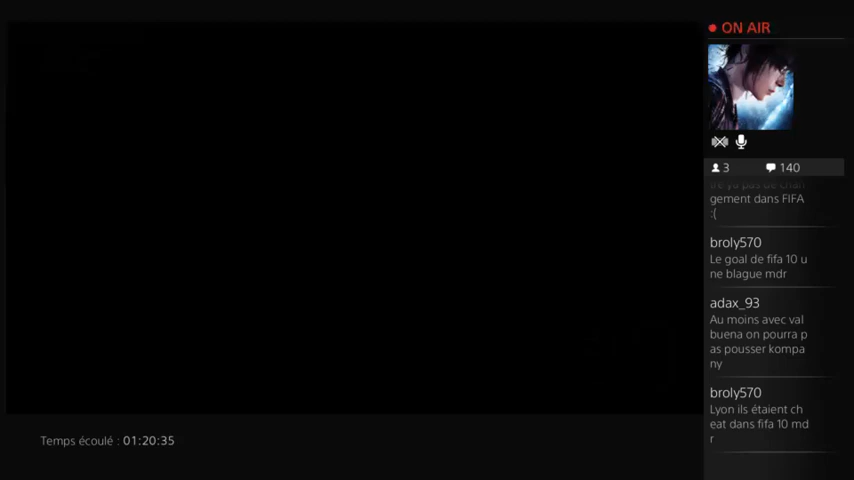 ON AIR
3 140
gement dans FIFA
:(
broly570
Le goal de fifa 10 u
ne blague mdr
adax_93
Au moins avec val
buena on pourra p
as pousser kompa
ny
broly570
Lyon ils étaient ch
eat dans fifa 10 md
r
Temps écoulé : 01:20:35